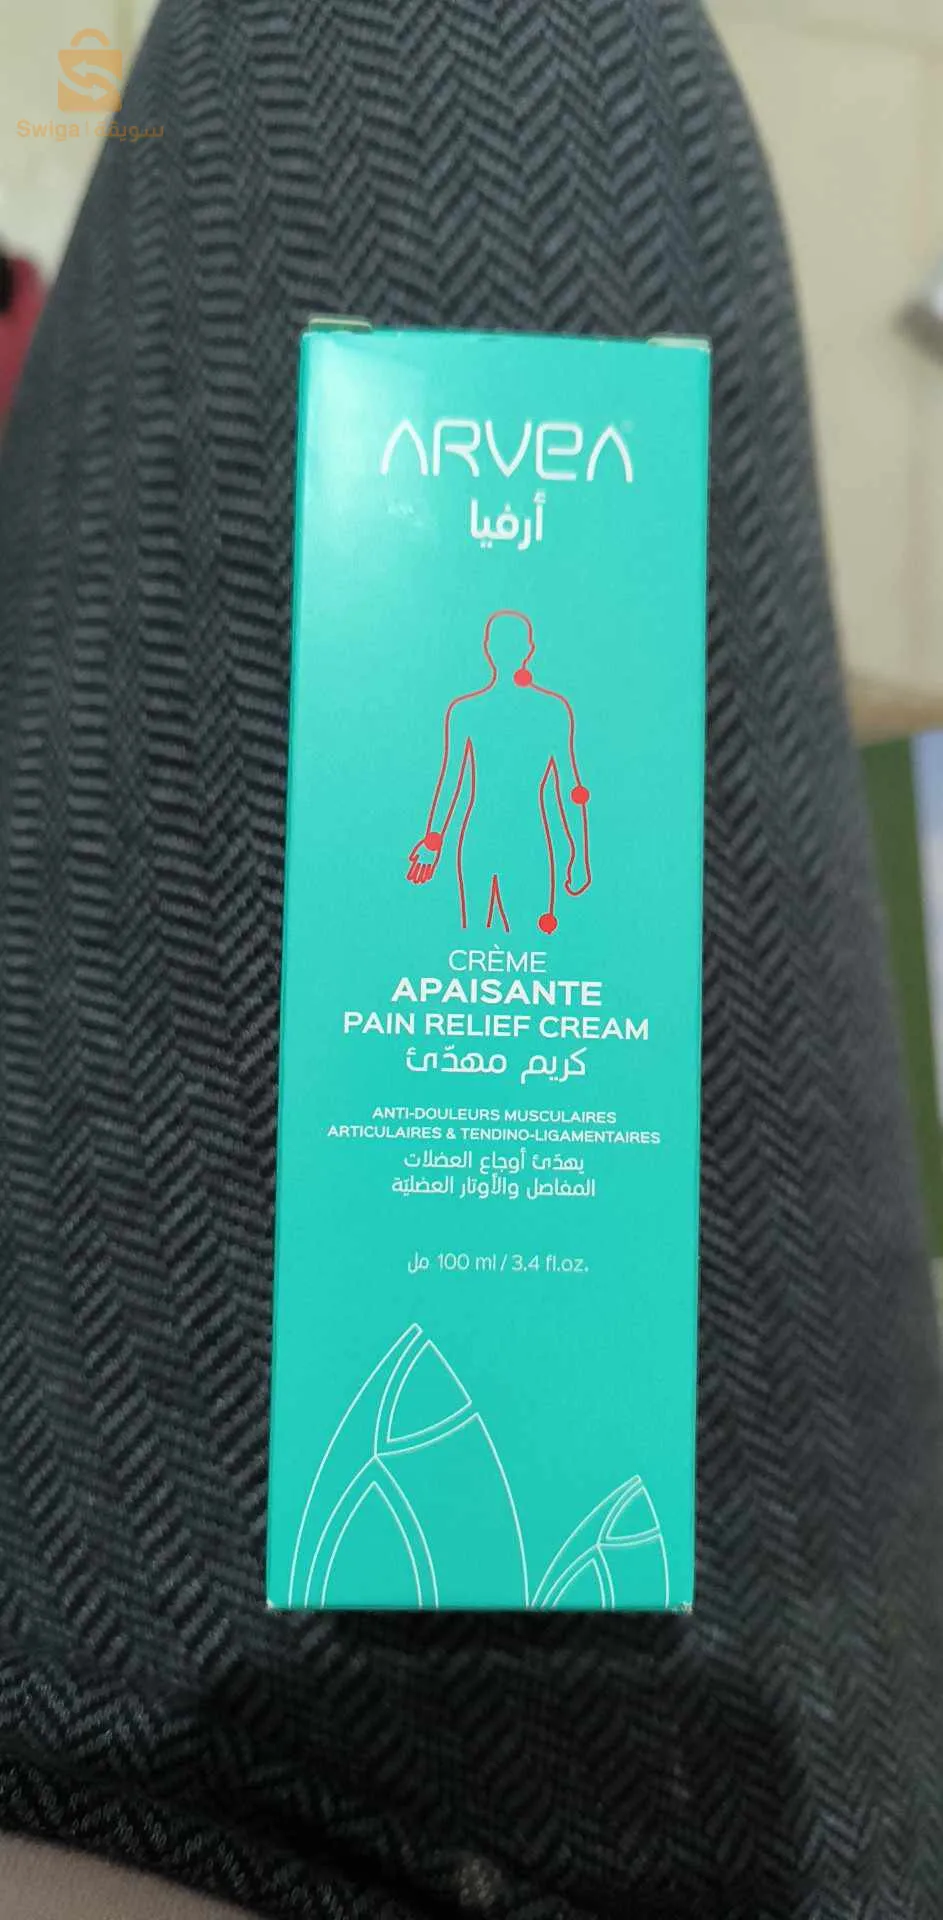 Swiga | سويقة
ARVEA
أرفيا
CRÈME
APAISANTE
PAIN RELIEF CREAM
كريم مهدّئ
ANTI-DOULEURS MUSCULAIRES
ARTICULAIRES & TENDINO-LIGAMENTAIRES
يهدّئ أوجاع العضلات
المفاصل والأوتار العضليّة
100 ml / 3.4 fl.oz. مل